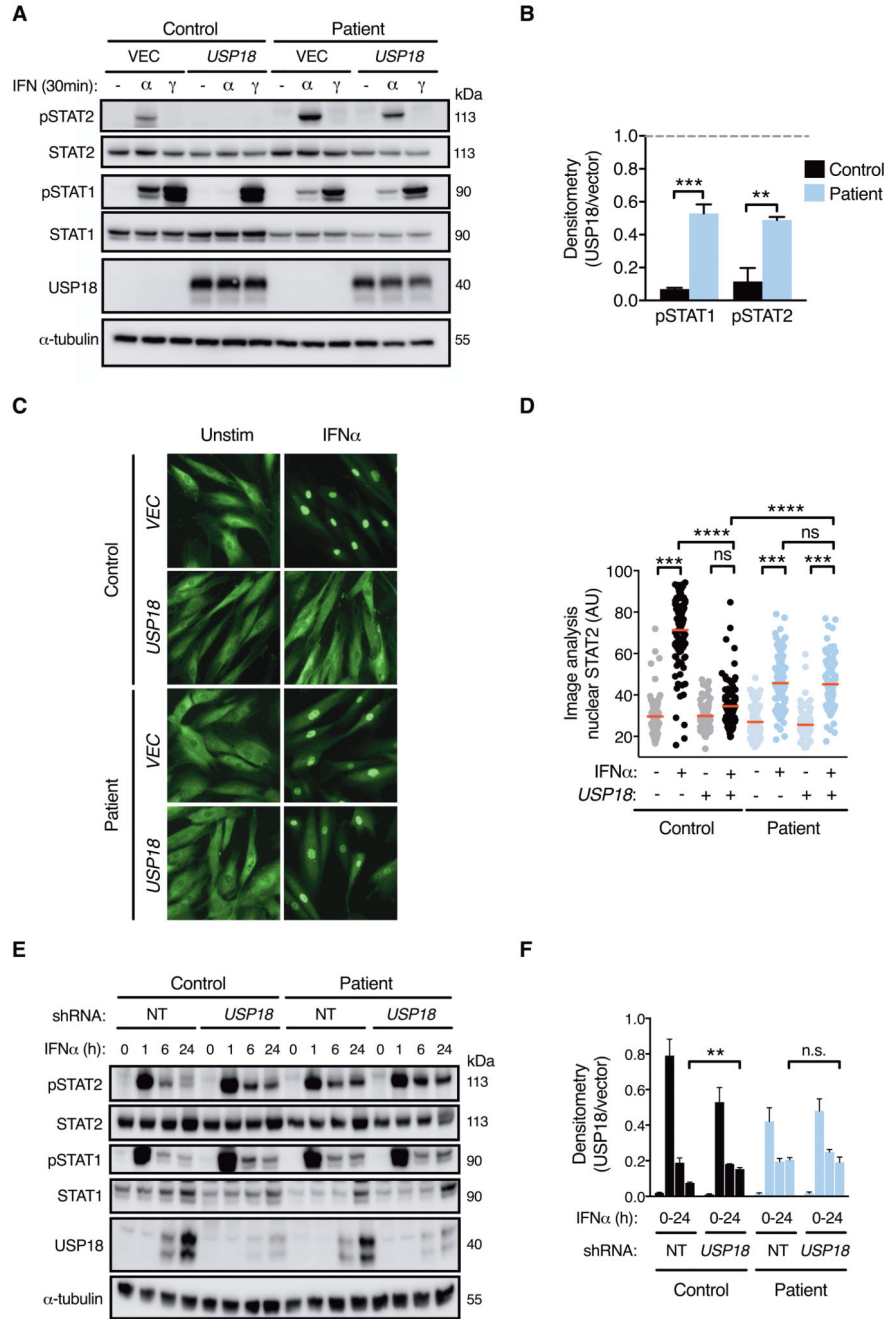 A
Control Patient
VEC USP18 VEC USP18
IFN (30min): - α γ - α γ - α γ - α γ
kDa
pSTAT2 113
STAT2 113
pSTAT1 90
STAT1 90
USP18 40
α-tubulin 55
B
Densitometry
(USP18/vector)
1.0
0.8
0.6
0.4
0.2
0.0
*** **
Control
Patient
pSTAT1 pSTAT2
C
Unstim IFNα
Control
VEC
USP18
Patient
VEC
USP18
D
Image analysis
nuclear STAT2 (AU)
100
80
60
40
20
****
**** ns
*** ns *** ***
IFNα: - + - + - + - +
USP18: - - + + - - + +
Control Patient
E
Control Patient
shRNA: NT USP18 NT USP18
IFNα (h): 0 1 6 24 0 1 6 24 0 1 6 24 0 1 6 24
kDa
pSTAT2 113
STAT2 113
pSTAT1 90
STAT1 90
USP18 40
α-tubulin 55
F
Densitometry
(USP18/vector)
1.0
0.8
0.6
0.4
0.2
0.0
** n.s.
IFNα (h): 0-24 0-24 0-24 0-24
shRNA: NT USP18 NT USP18
Control Patient